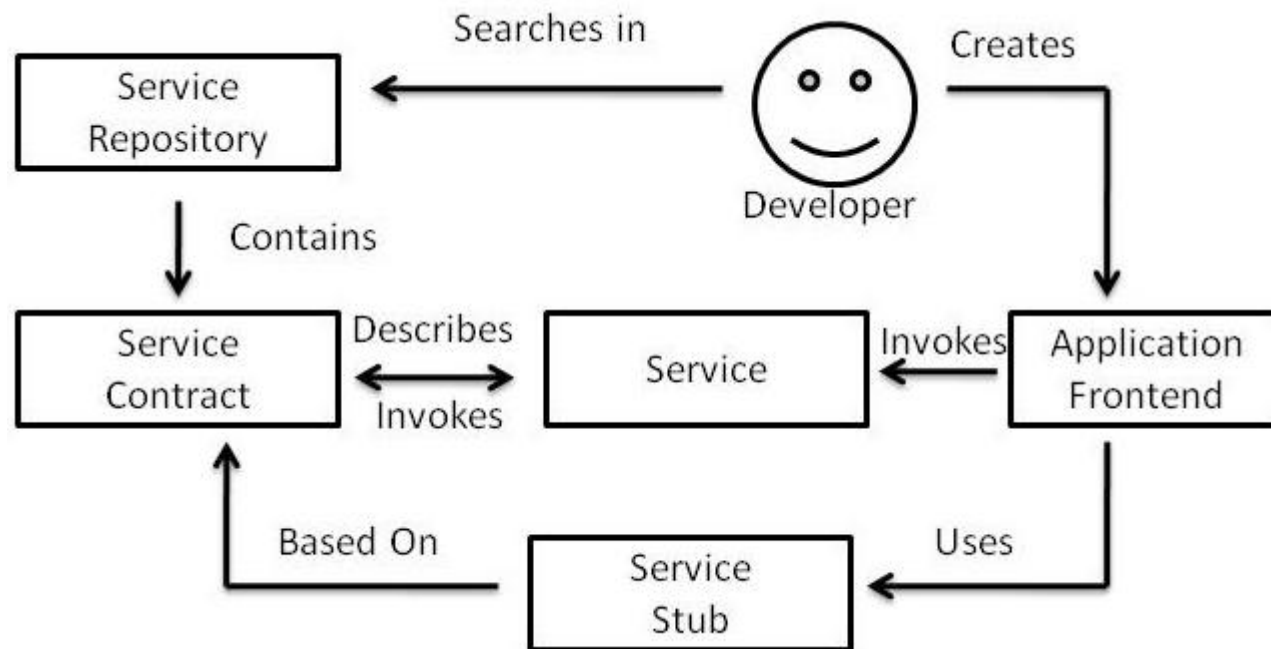 Searches in
Creates
Service
Repository
Developer
Contains
Service
Contract
Describes
Invokes
Service
Invokes
Application
Frontend
Based On
Service
Stub
Uses